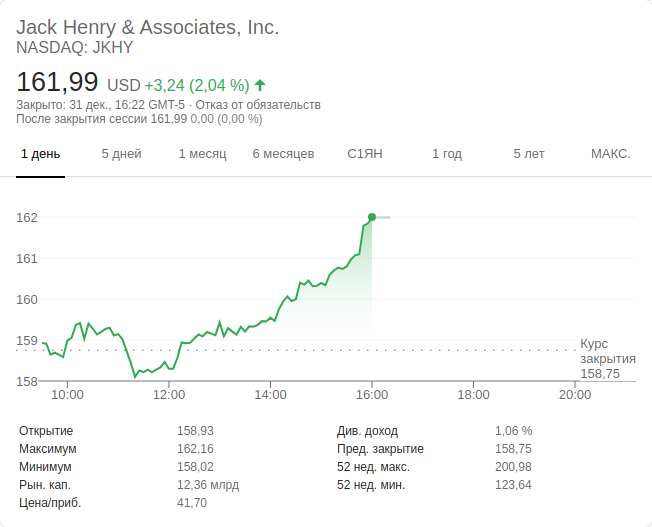 Jack Henry & Associates, Inc.
NASDAQ: JKHY
161,99 USD +3,24 (2,04 %)
Закрыто: 31 дек., 16:22 GMT-5 · Отказ от обязательств
После закрытия сессии 161,99 0,00 (0,00 %)
1 день 5 дней 1 месяц 6 месяцев С1ЯН 1 год 5 лет МАКС.
162
161
160
159
158
Курс
закрытия
158,75
10:00 12:00 14:00 16:00 18:00 20:00
Открытие 158,93 Див. доход 1,06 %
Максимум 162,16 Пред. закрытие 158,75
Минимум 158,02 52 нед. макс. 200,98
Рын. кап. 12,36 млрд 52 нед. мин. 123,64
Цена/приб. 41,70